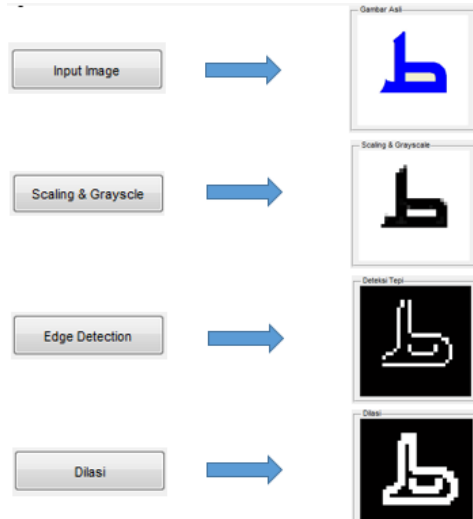 Gambar Asli
Input Image
ط
Scaling & Grayscale
Scaling & Grayscle
ط
Deteksi Tepi
Edge Detection
ط
Dilasi
Dilasi
ط